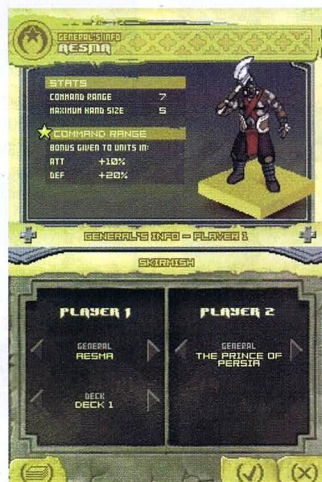 GENERAL'S INFO
AESMA
STATS
COMMAND RANGE 7
MAXIMUM HAND SIZE 5
COMMAND RANGE
BONUS GIVEN TO UNITS IN:
ATT +10%
DEF +20%
GENERAL'S INFO - PLAYER 1
SKIRMISH
PLAYER 1
GENERAL
AESMA
DECK
DECK 1
PLAYER 2
GENERAL
THE PRINCE OF
PERSIA